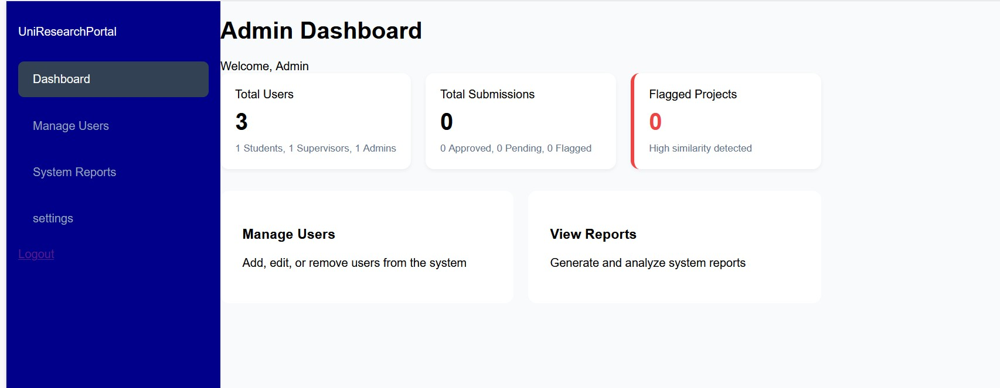 UniResearchPortal
Dashboard
Manage Users
System Reports
settings
Logout
Admin Dashboard
Welcome, Admin
Total Users
3
1 Students, 1 Supervisors, 1 Admins
Total Submissions
0
0 Approved, 0 Pending, 0 Flagged
Flagged Projects
0
High similarity detected
Manage Users
Add, edit, or remove users from the system
View Reports
Generate and analyze system reports